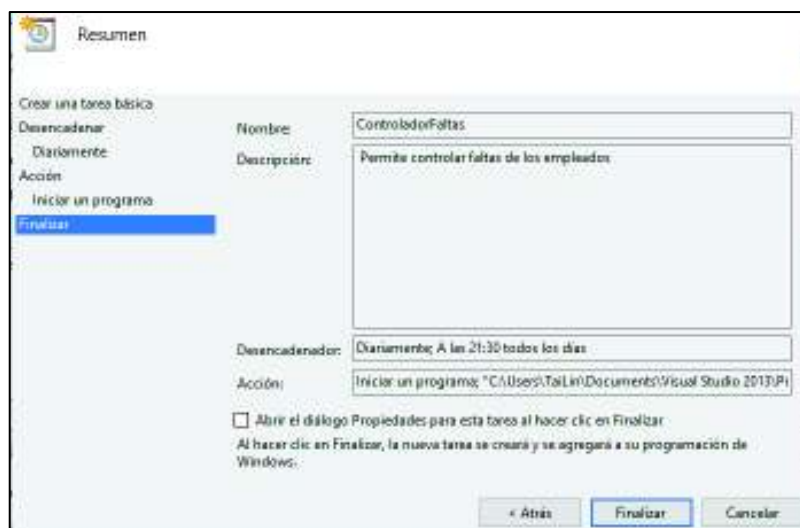 Resumen
Crear una tarea básica
Desencadenar
Diariamente
Acción
Iniciar un programa
Finalizar
Nombre:
ControladorFaltas
Descripción:
Permite controlar faltas de los empleados
Desencadenador:
Diariamente; A las 21:30 todos los días
Acción:
Iniciar un programa; "C:\Users\TaiLin\Documents\Visual Studio 2013\P
Abrir el diálogo Propiedades para esta tarea al hacer clic en Finalizar
Al hacer clic en Finalizar, la nueva tarea se creará y se agregará a su programación de
Windows.
< Atrás
Finalizar
Cancelar